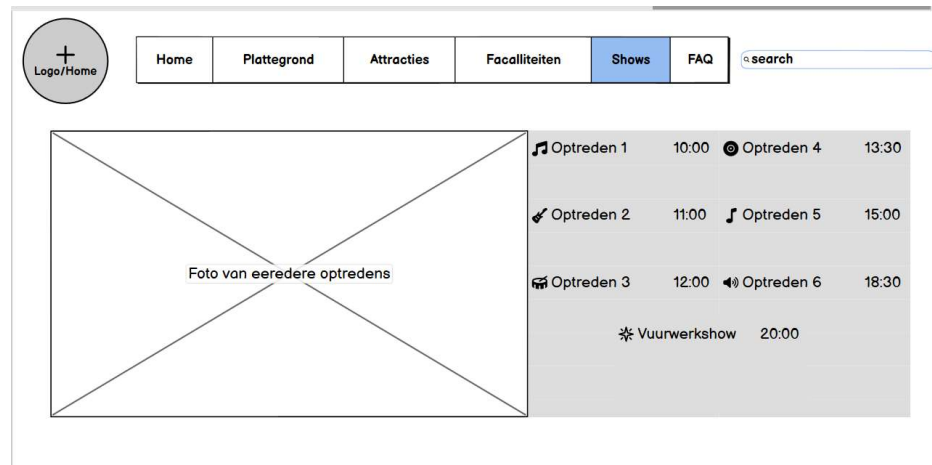 Logo/Home
Home
Plattegrond
Attracties
Facalliteiten
Shows
FAQ
search
Foto van eeredere optredens
Optreden 1 10:00
Optreden 4 13:30
Optreden 2 11:00
Optreden 5 15:00
Optreden 3 12:00
Optreden 6 18:30
Vuurwerkshow 20:00